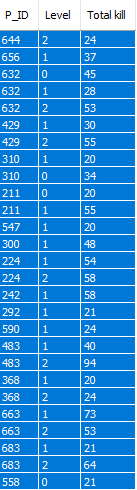 P_ID Level Total kill
644 2 24
656 1 37
632 0 45
632 1 28
632 2 53
429 1 30
429 2 55
310 1 20
310 0 34
211 0 20
211 1 55
547 1 20
300 1 48
224 1 54
224 2 58
242 1 58
292 1 21
590 1 24
483 1 40
483 2 94
368 1 20
368 2 24
663 1 73
663 2 53
683 1 21
683 2 64
558 0 21